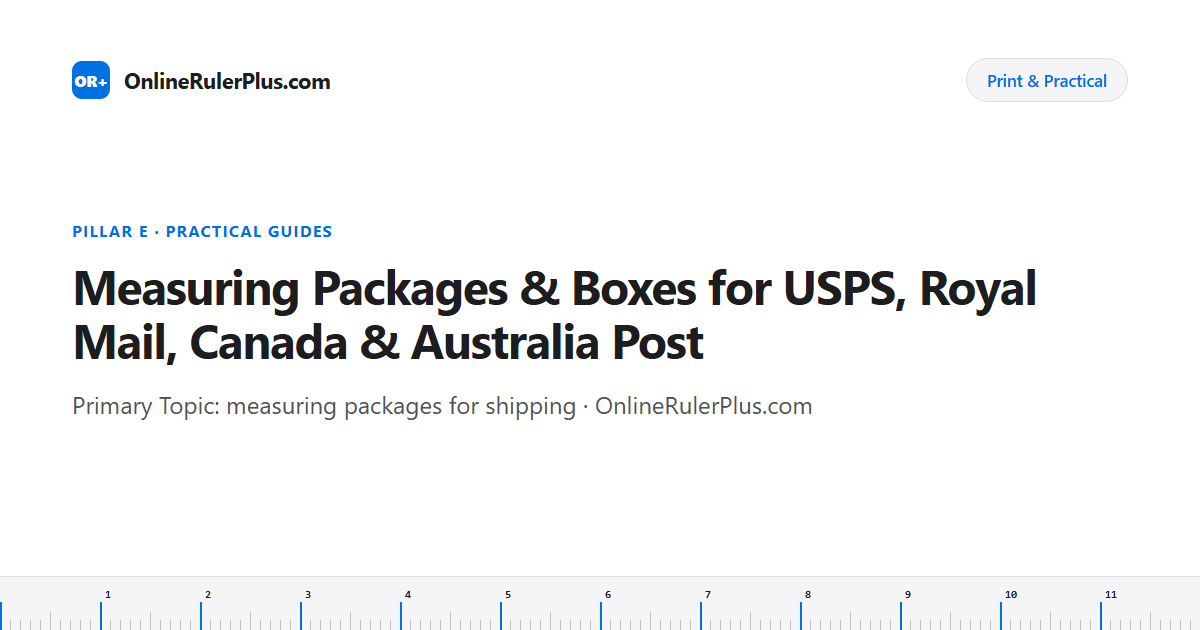 OR+ OnlineRulerPlus.com
Print & Practical
PILLAR E · PRACTICAL GUIDES
Measuring Packages & Boxes for USPS, Royal
Mail, Canada & Australia Post
Primary Topic: measuring packages for shipping · OnlineRulerPlus.com
1 2 3 4 5 6 7 8 9 10 11